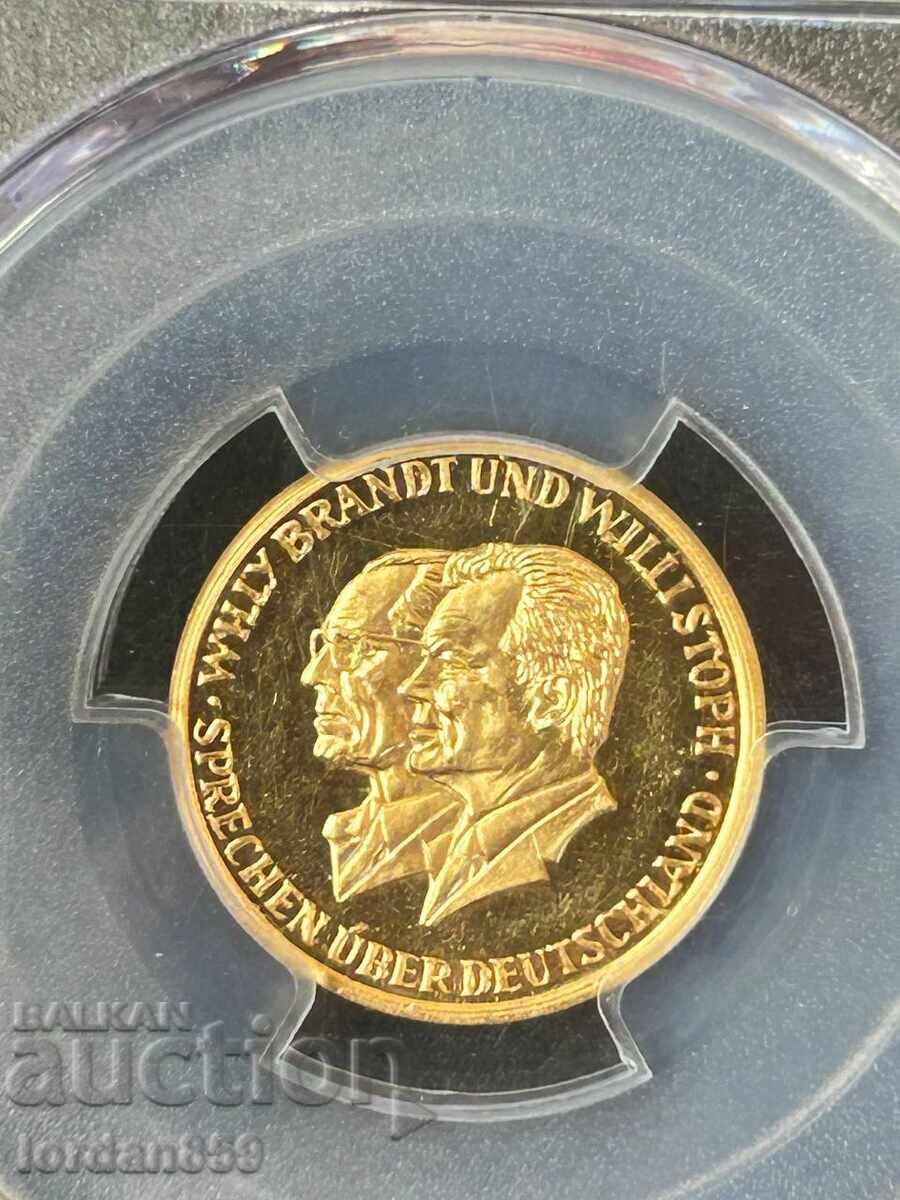 · WILLY BRANDT UND WILLI STOPH ·
SPRECHEN ÜBER DEUTSCHLAND
BALKAN
auction
lordan859